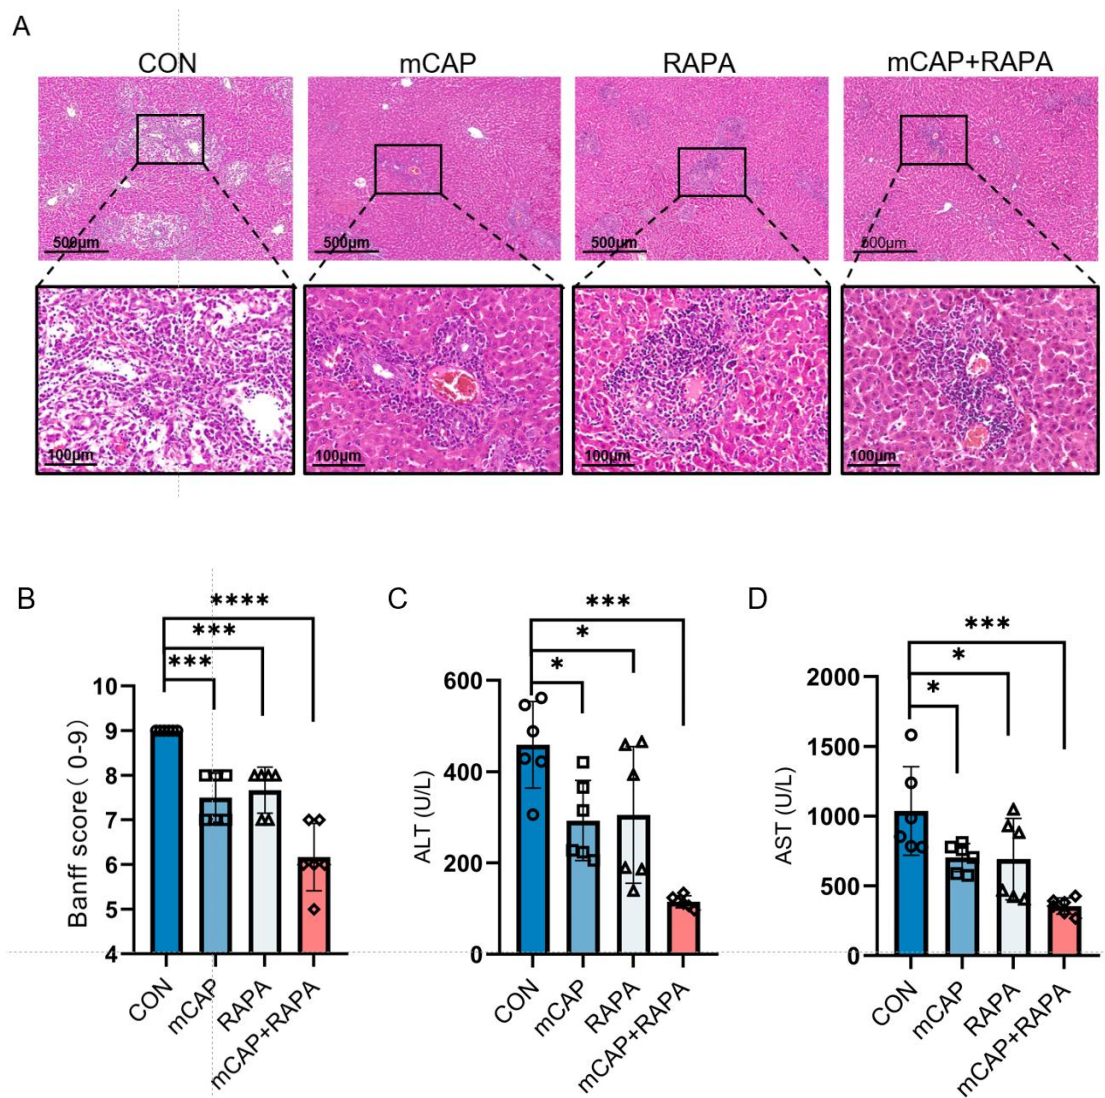 A
CON mCAP RAPA mCAP+RAPA
500μm 500μm 500μm 500μm
100μm 100μm 100μm 100μm
B
****
***
***
Banff score( 0-9)
10
9
8
7
6
5
4
CON mCAP RAPA mCAP+RAPA
C
***
*
*
ALT (U/L)
600
400
200
0
CON mCAP RAPA mCAP+RAPA
D
***
*
*
AST (U/L)
2000
1500
1000
500
0
CON mCAP RAPA mCAP+RAPA